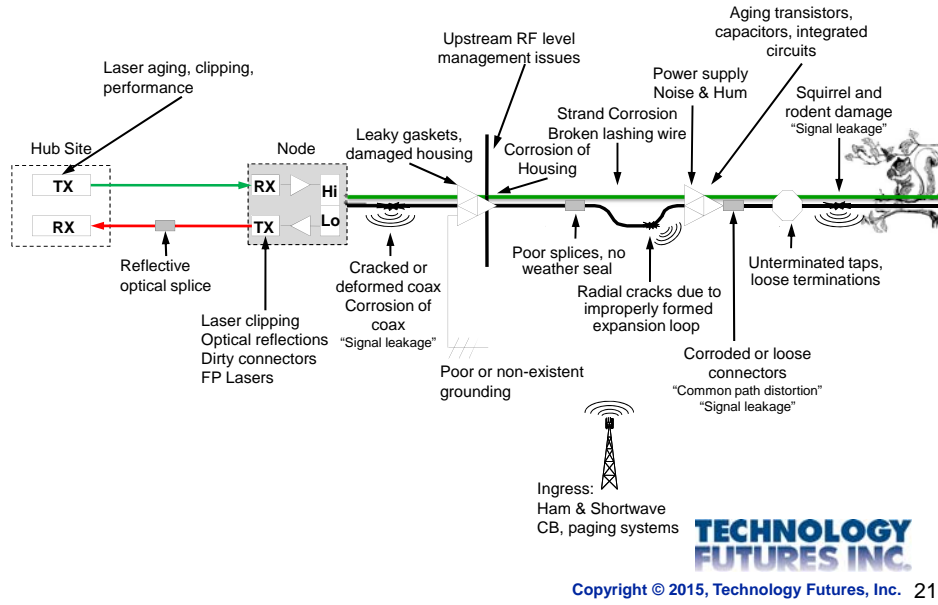 Aging transistors,
capacitors, integrated
circuits
Upstream RF level
management issues
Laser aging, clipping,
performance
Power supply
Noise & Hum
Squirrel and
rodent damage
“Signal leakage”
Strand Corrosion
Broken lashing wire
Leaky gaskets,
damaged housing
Corrosion of
Housing
Hub Site
Node
TX
RX
Hi
RX
TX
Lo
Reflective
optical splice
Cracked or
deformed coax
Corrosion of
coax
“Signal leakage”
Poor splices, no
weather seal
Radial cracks due to
improperly formed
expansion loop
Unterminated taps,
loose terminations
Laser clipping
Optical reflections
Dirty connectors
FP Lasers
Poor or non-existent
grounding
Corroded or loose
connectors
“Common path distortion”
“Signal leakage”
Ingress:
Ham & Shortwave
CB, paging systems
TECHNOLOGY
FUTURES INC.
Copyright © 2015, Technology Futures, Inc. 21